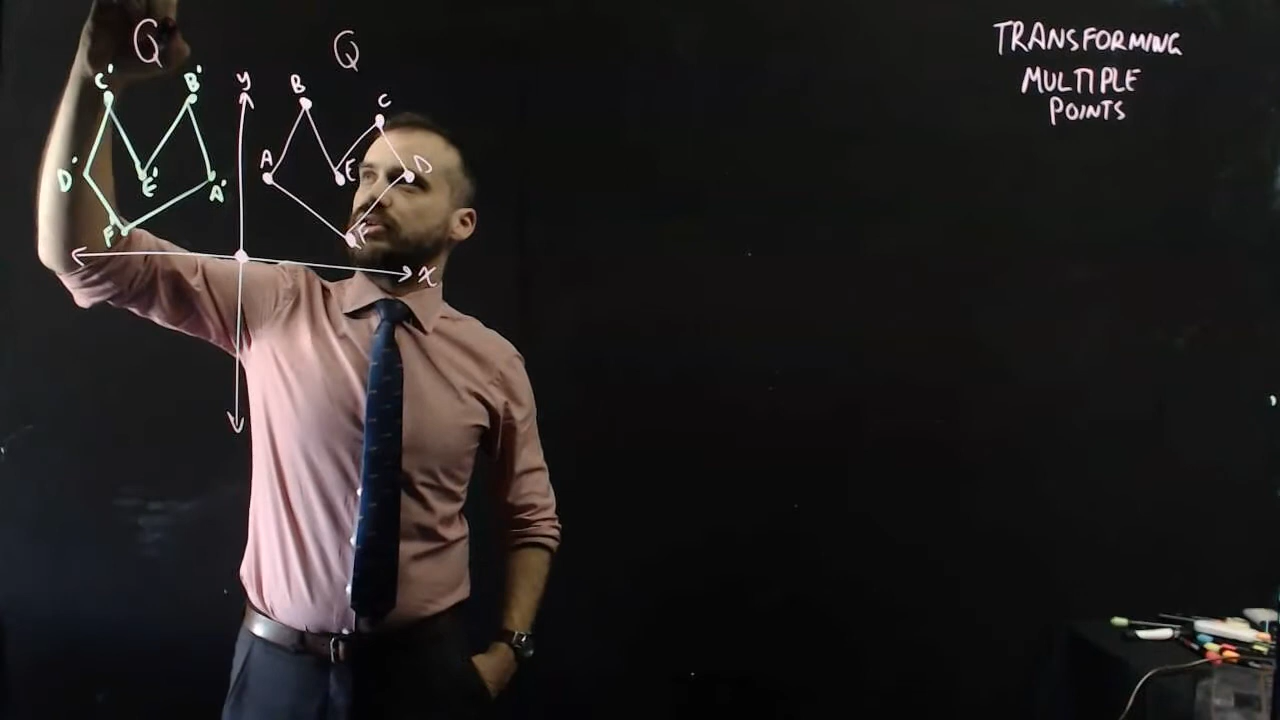 TRANSFORMING
MULTIPLE
POINTS
Q
Q
C'
B'
y
B
C
A
E
D
D'
E'
A'
F'
F
x